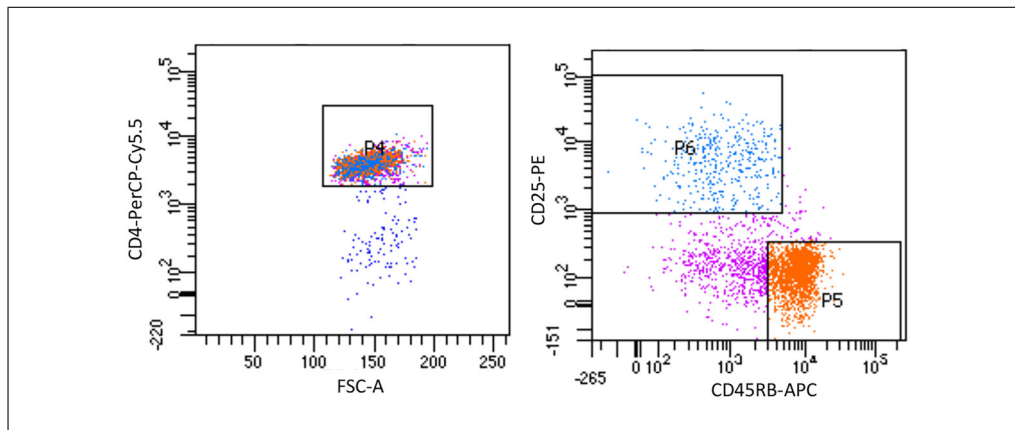 CD4-PerCP-Cy5.5
10^5
10^4
10^3
10^2
0
-220
P4
50 100 150 200 250
FSC-A
CD25-PE
10^5
10^4
10^3
10^2
0
-151
P6
P5
-265
0 10^2 10^3 10^4 10^5
CD45RB-APC